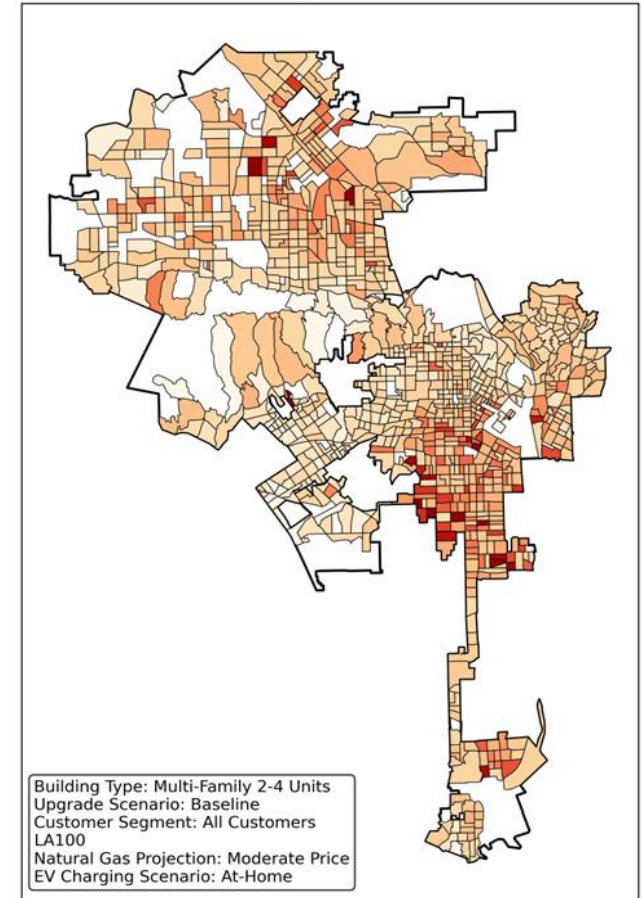 Building Type: Multi-Family 2-4 Units
Upgrade Scenario: Baseline
Customer Segment: All Customers
LA100
Natural Gas Projection: Moderate Price
EV Charging Scenario: At-Home